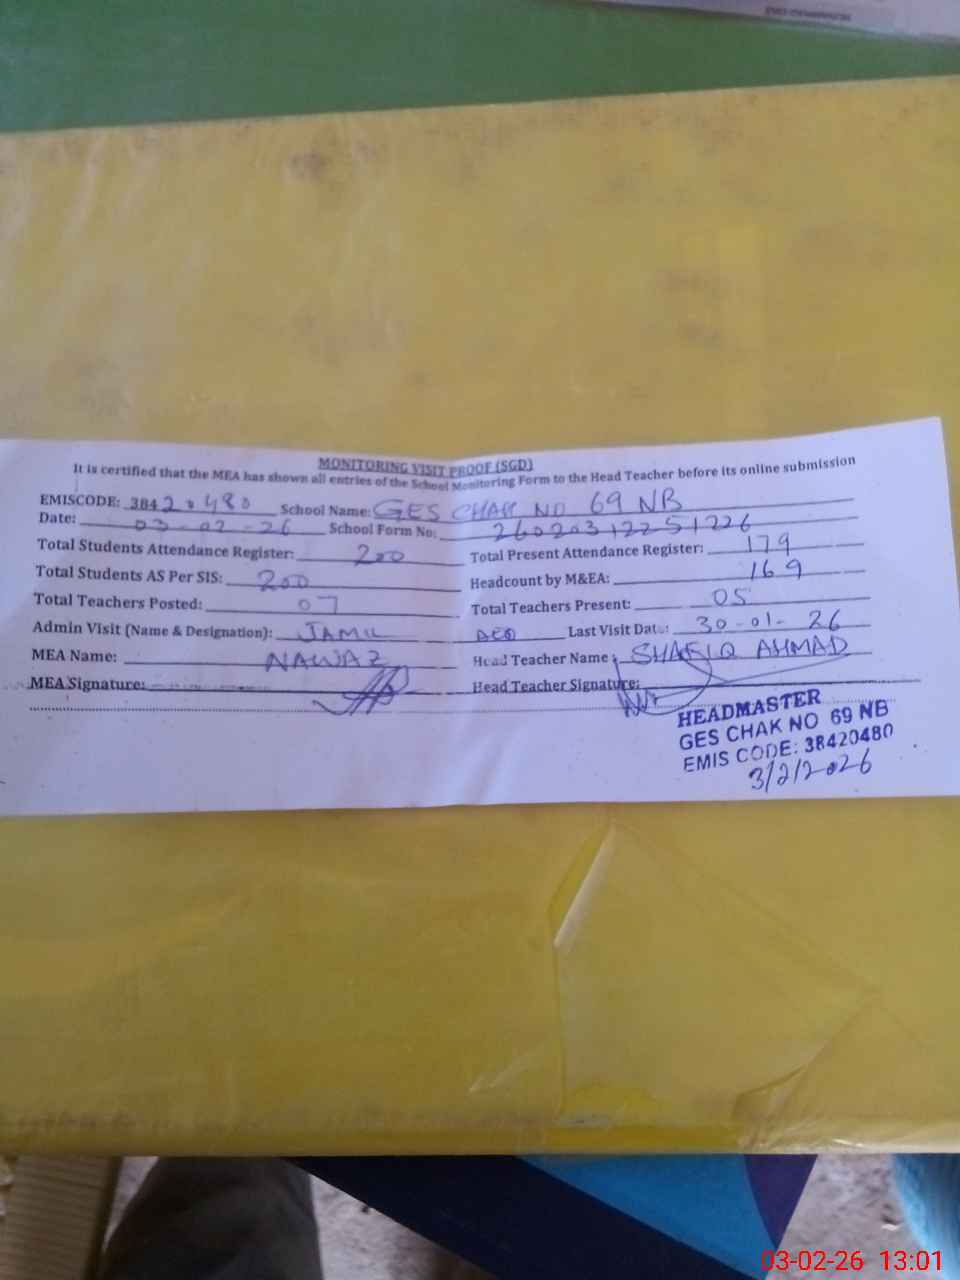 MONITORING VISIT PROOF (SGD)
It is certified that the MEA has shown all entries of the School Monitoring Form to the Head Teacher before its online submission
EMISCODE: 38420480 School Name: GES CHAK NO 69 NB
Date: 03-02-26 School Form No: 26020312251226
Total Students Attendance Register: 200 Total Present Attendance Register: 179
Total Students AS Per SIS: 200 Headcount by M&EA: 169
Total Teachers Posted: 07 Total Teachers Present: 05
Admin Visit (Name & Designation): JAMIL AEO Last Visit Date: 30-01-26
MEA Name: NAWAZ Head Teacher Name: SHAFIQ AHMAD
MEA Signature: Head Teacher Signature:
HEADMASTER
GES CHAK NO 69 NB
EMIS CODE: 38420480
3/2/2026
03-02-26 13:01